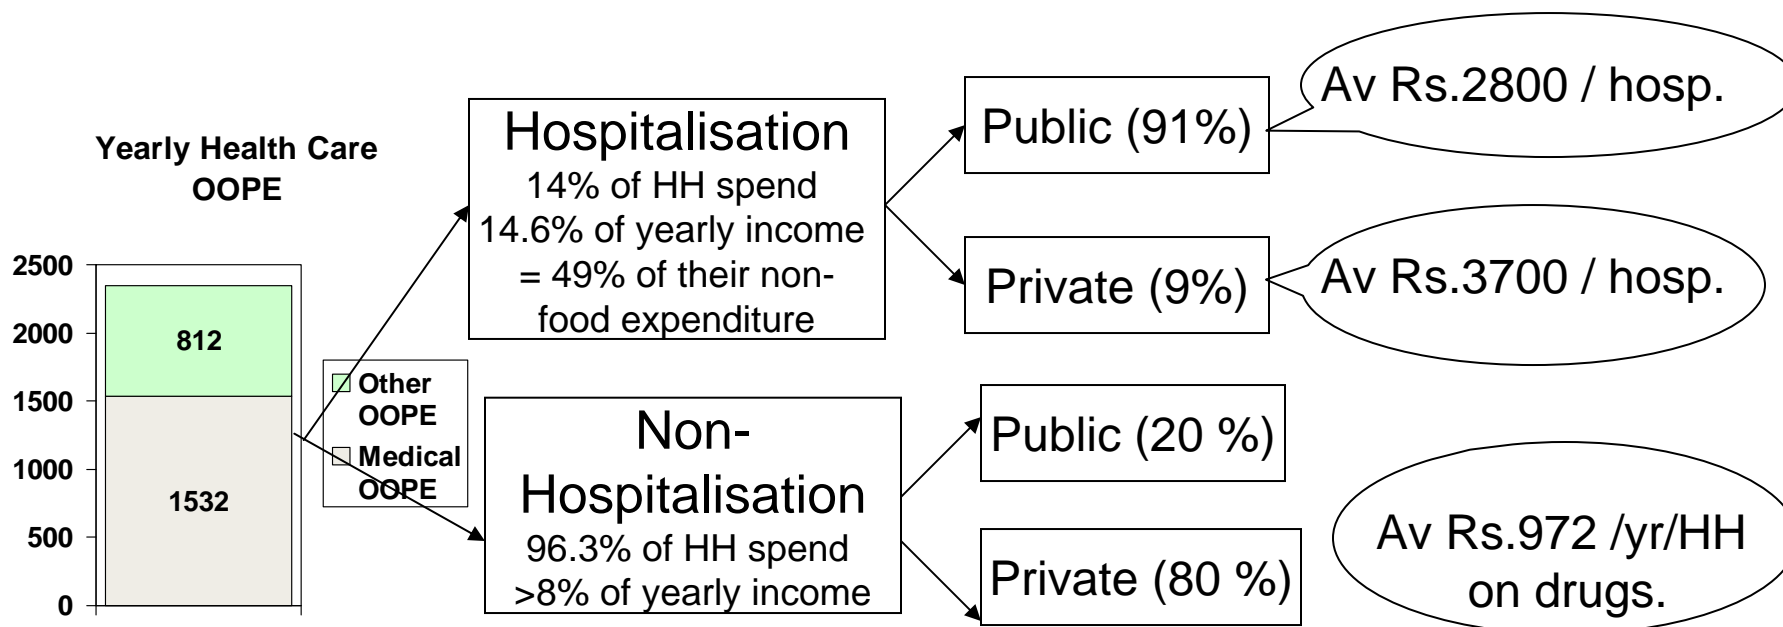 Yearly Health Care
OOPE
2500
2000
1500
1000
500
0
812
1532
Other
OOPE
Medical
OOPE
Hospitalisation
14% of HH spend
14.6% of yearly income
= 49% of their non-
food expenditure
Non-
Hospitalisation
96.3% of HH spend
>8% of yearly income
Public (91%)
Private (9%)
Public (20 %)
Private (80 %)
Av Rs.2800 / hosp.
Av Rs.3700 / hosp.
Av Rs.972 /yr/HH
on drugs.